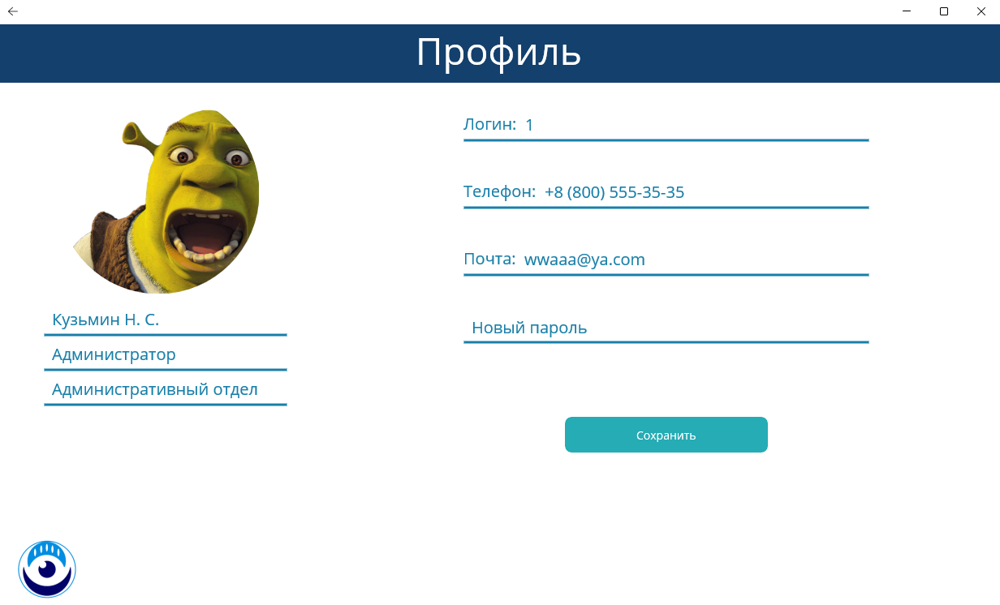 Профиль
Логин: 1
Телефон: +8 (800) 555-35-35
Почта: wwaaa@ya.com
Новый пароль
Кузьмин Н. С.
Администратор
Административный отдел
Сохранить